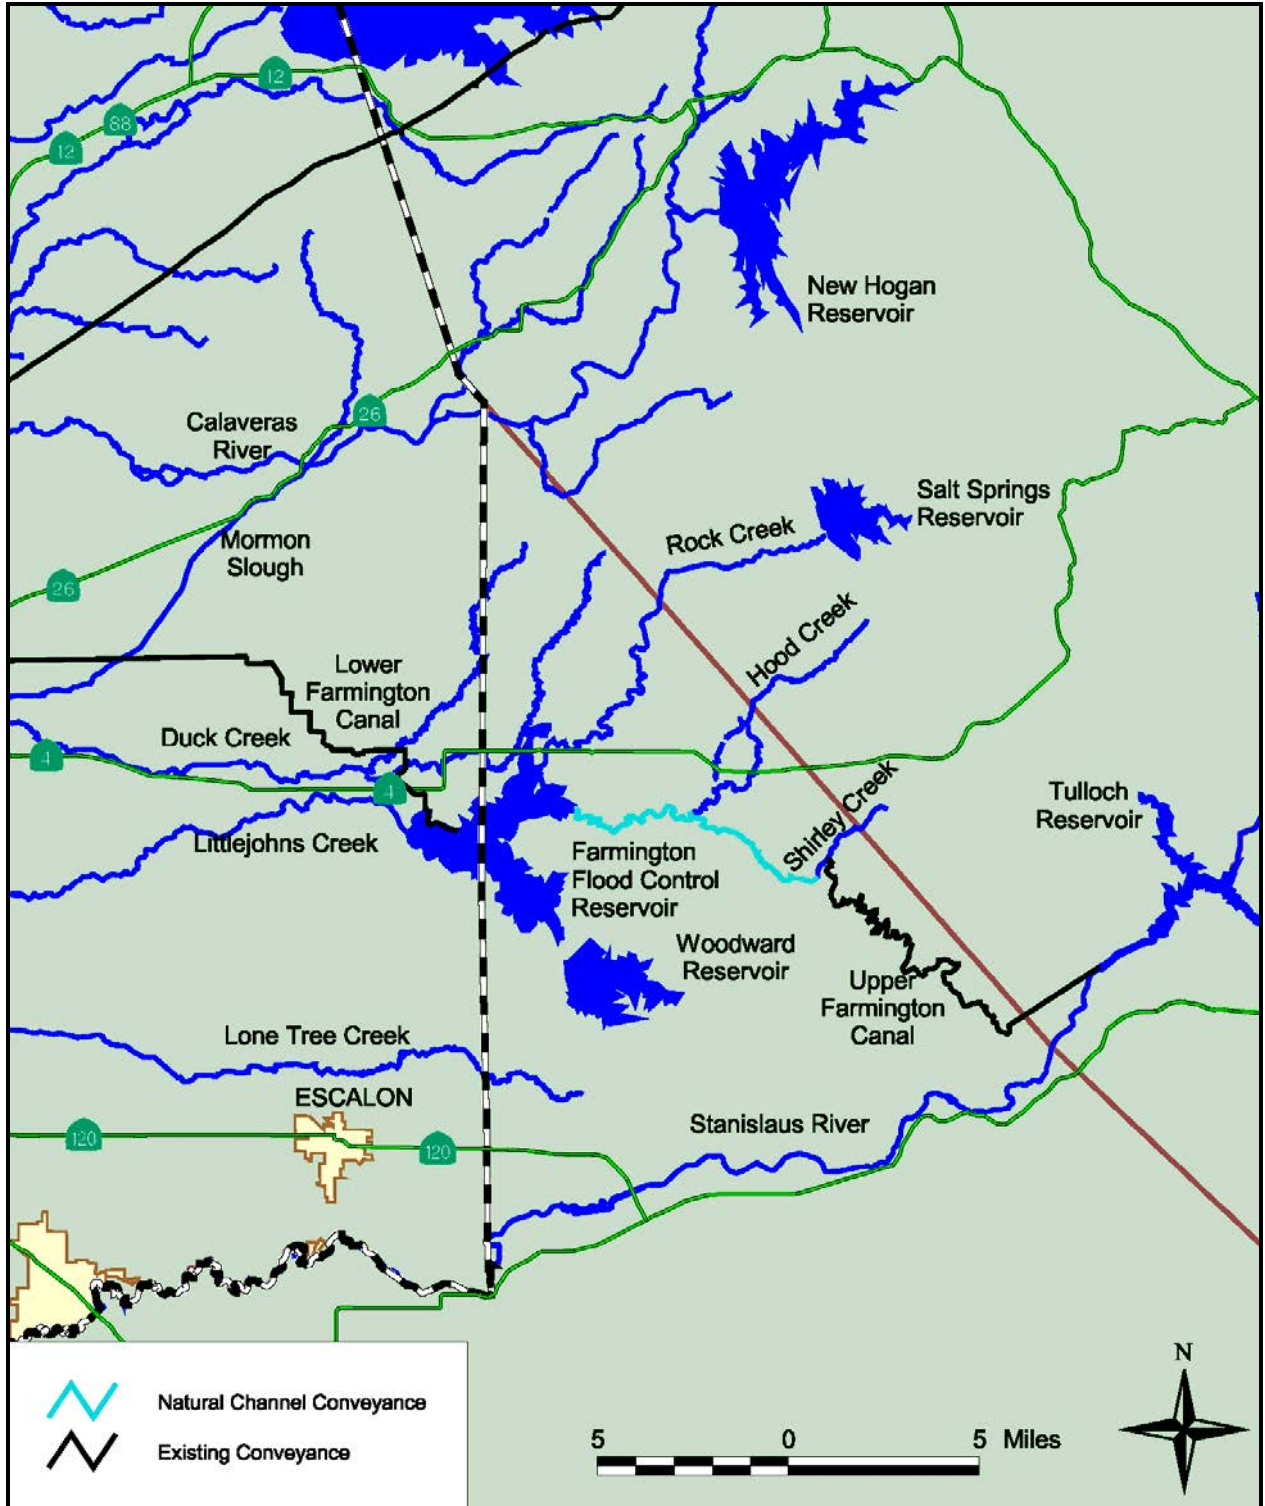 12
88
12
New Hogan
Reservoir
26
Calaveras
River
Salt Springs
Reservoir
Rock Creek
Mormon
Slough
26
Hood Creek
Lower
Farmington
Canal
Duck Creek
4
4
Shirley Creek
Tulloch
Reservoir
Littlejohns Creek
Farmington
Flood Control
Reservoir
Woodward
Reservoir
Upper
Farmington
Canal
Lone Tree Creek
ESCALON
120
120
Stanislaus River
Natural Channel Conveyance
Existing Conveyance
5 0 5 Miles
N